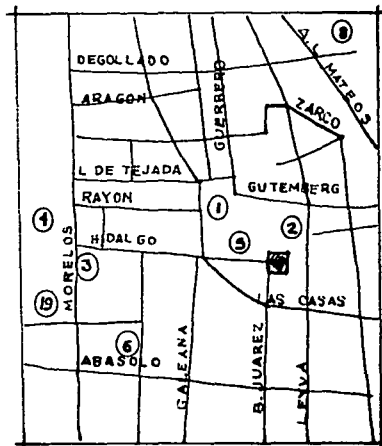 8
A. L. MATEOS
DEGOLLADO
ARAGON
GUERRERO
ZARCO
L DE TEJADA
GUTEMBERG
RAYON
1
4
2
HIDALGO
5
3
MORELOS
19
LAS CASAS
6
ABASOLO
GALEANA
B. JUAREZ
LEYVA